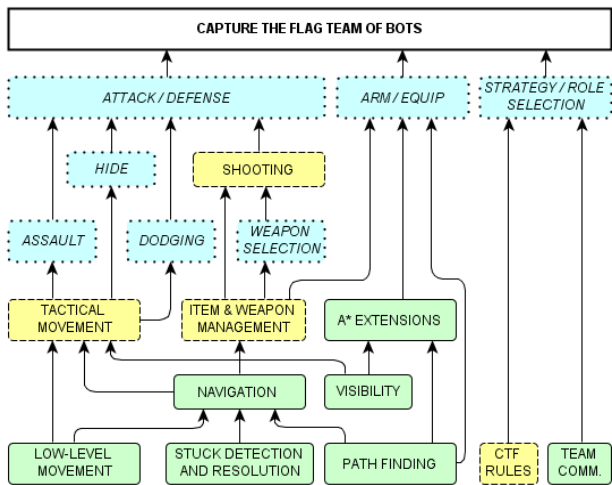 CAPTURE THE FLAG TEAM OF BOTS
ATTACK / DEFENSE
ARM / EQUIP
STRATEGY / ROLE
SELECTION
HIDE
SHOOTING
ASSAULT
DODGING
WEAPON
SELECTION
TACTICAL
MOVEMENT
ITEM & WEAPON
MANAGEMENT
A* EXTENSIONS
NAVIGATION
VISIBILITY
LOW-LEVEL
MOVEMENT
STUCK DETECTION
AND RESOLUTION
PATH FINDING
CTF
RULES
TEAM
COMM.